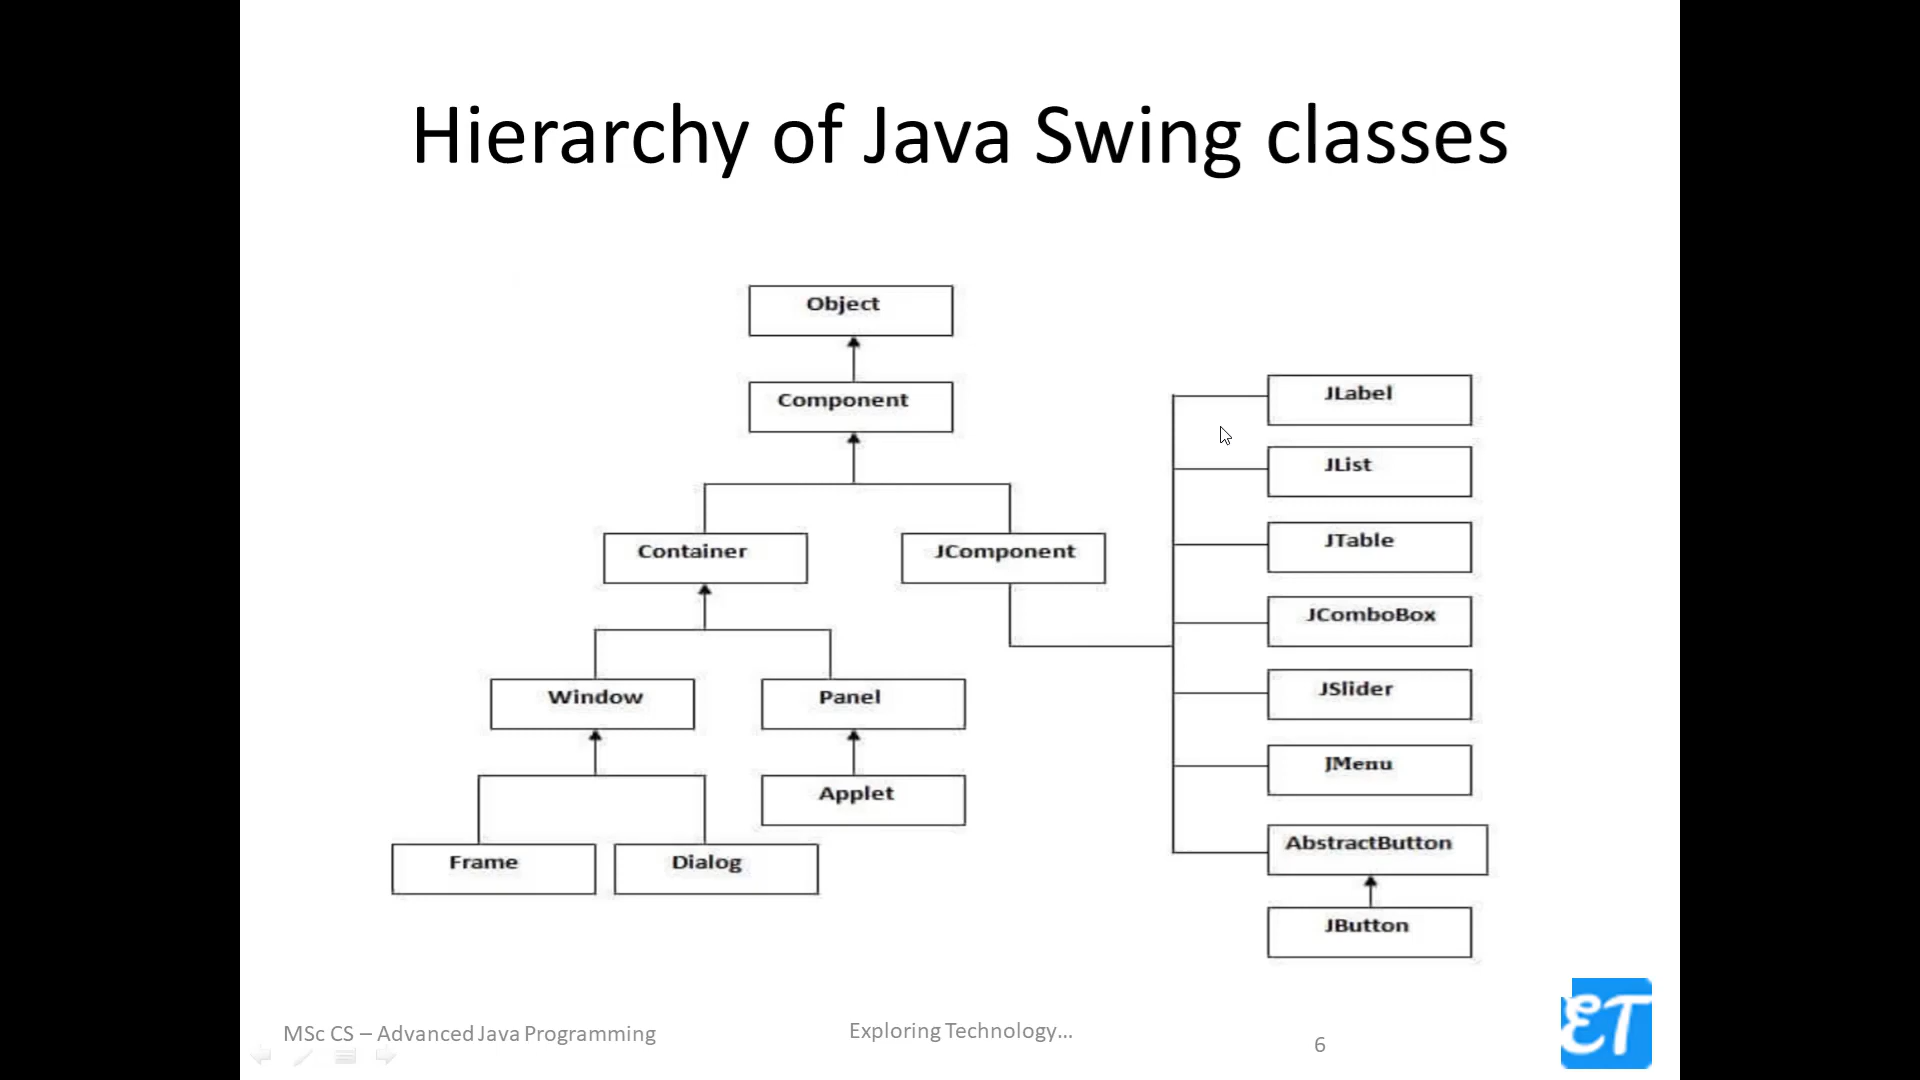 Hierarchy of Java Swing classes
Object
Component
Container
JComponent
Window
Panel
Applet
Frame
Dialog
JLabel
JList
JTable
JComboBox
JSlider
JMenu
AbstractButton
JButton
MSc CS – Advanced Java Programming
Exploring Technology...
6
ET